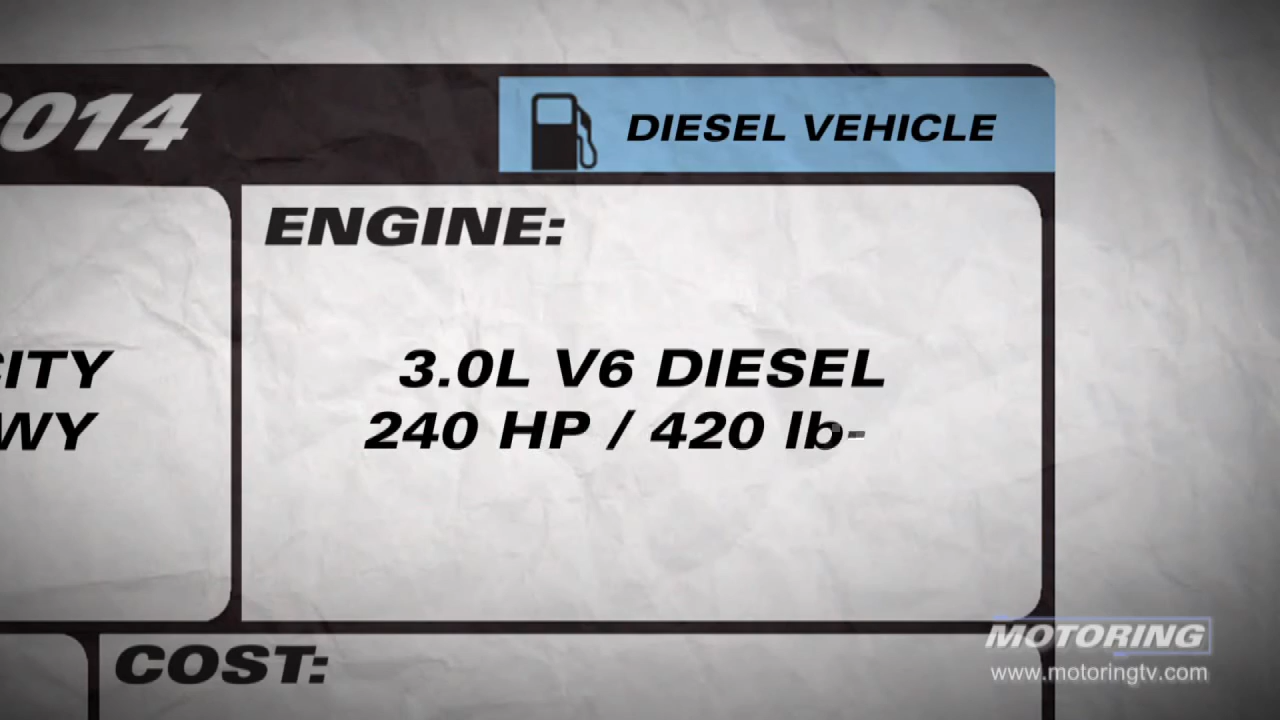 2014
DIESEL VEHICLE
ENGINE:
CITY
WY
3.0L V6 DIESEL
240 HP / 420 lb-
COST:
MOTORING
www.motoringtv.com